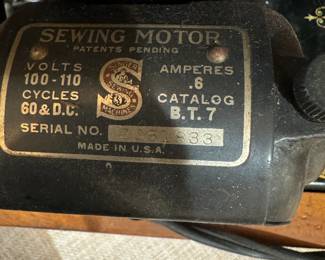 SEWING MOTOR
PATENTS PENDING
VOLTS
100-110
CYCLES
60 & D.C.
S
AMPERES
.6
CATALOG
B.T. 7
SERIAL NO.
MADE IN U.S.A.